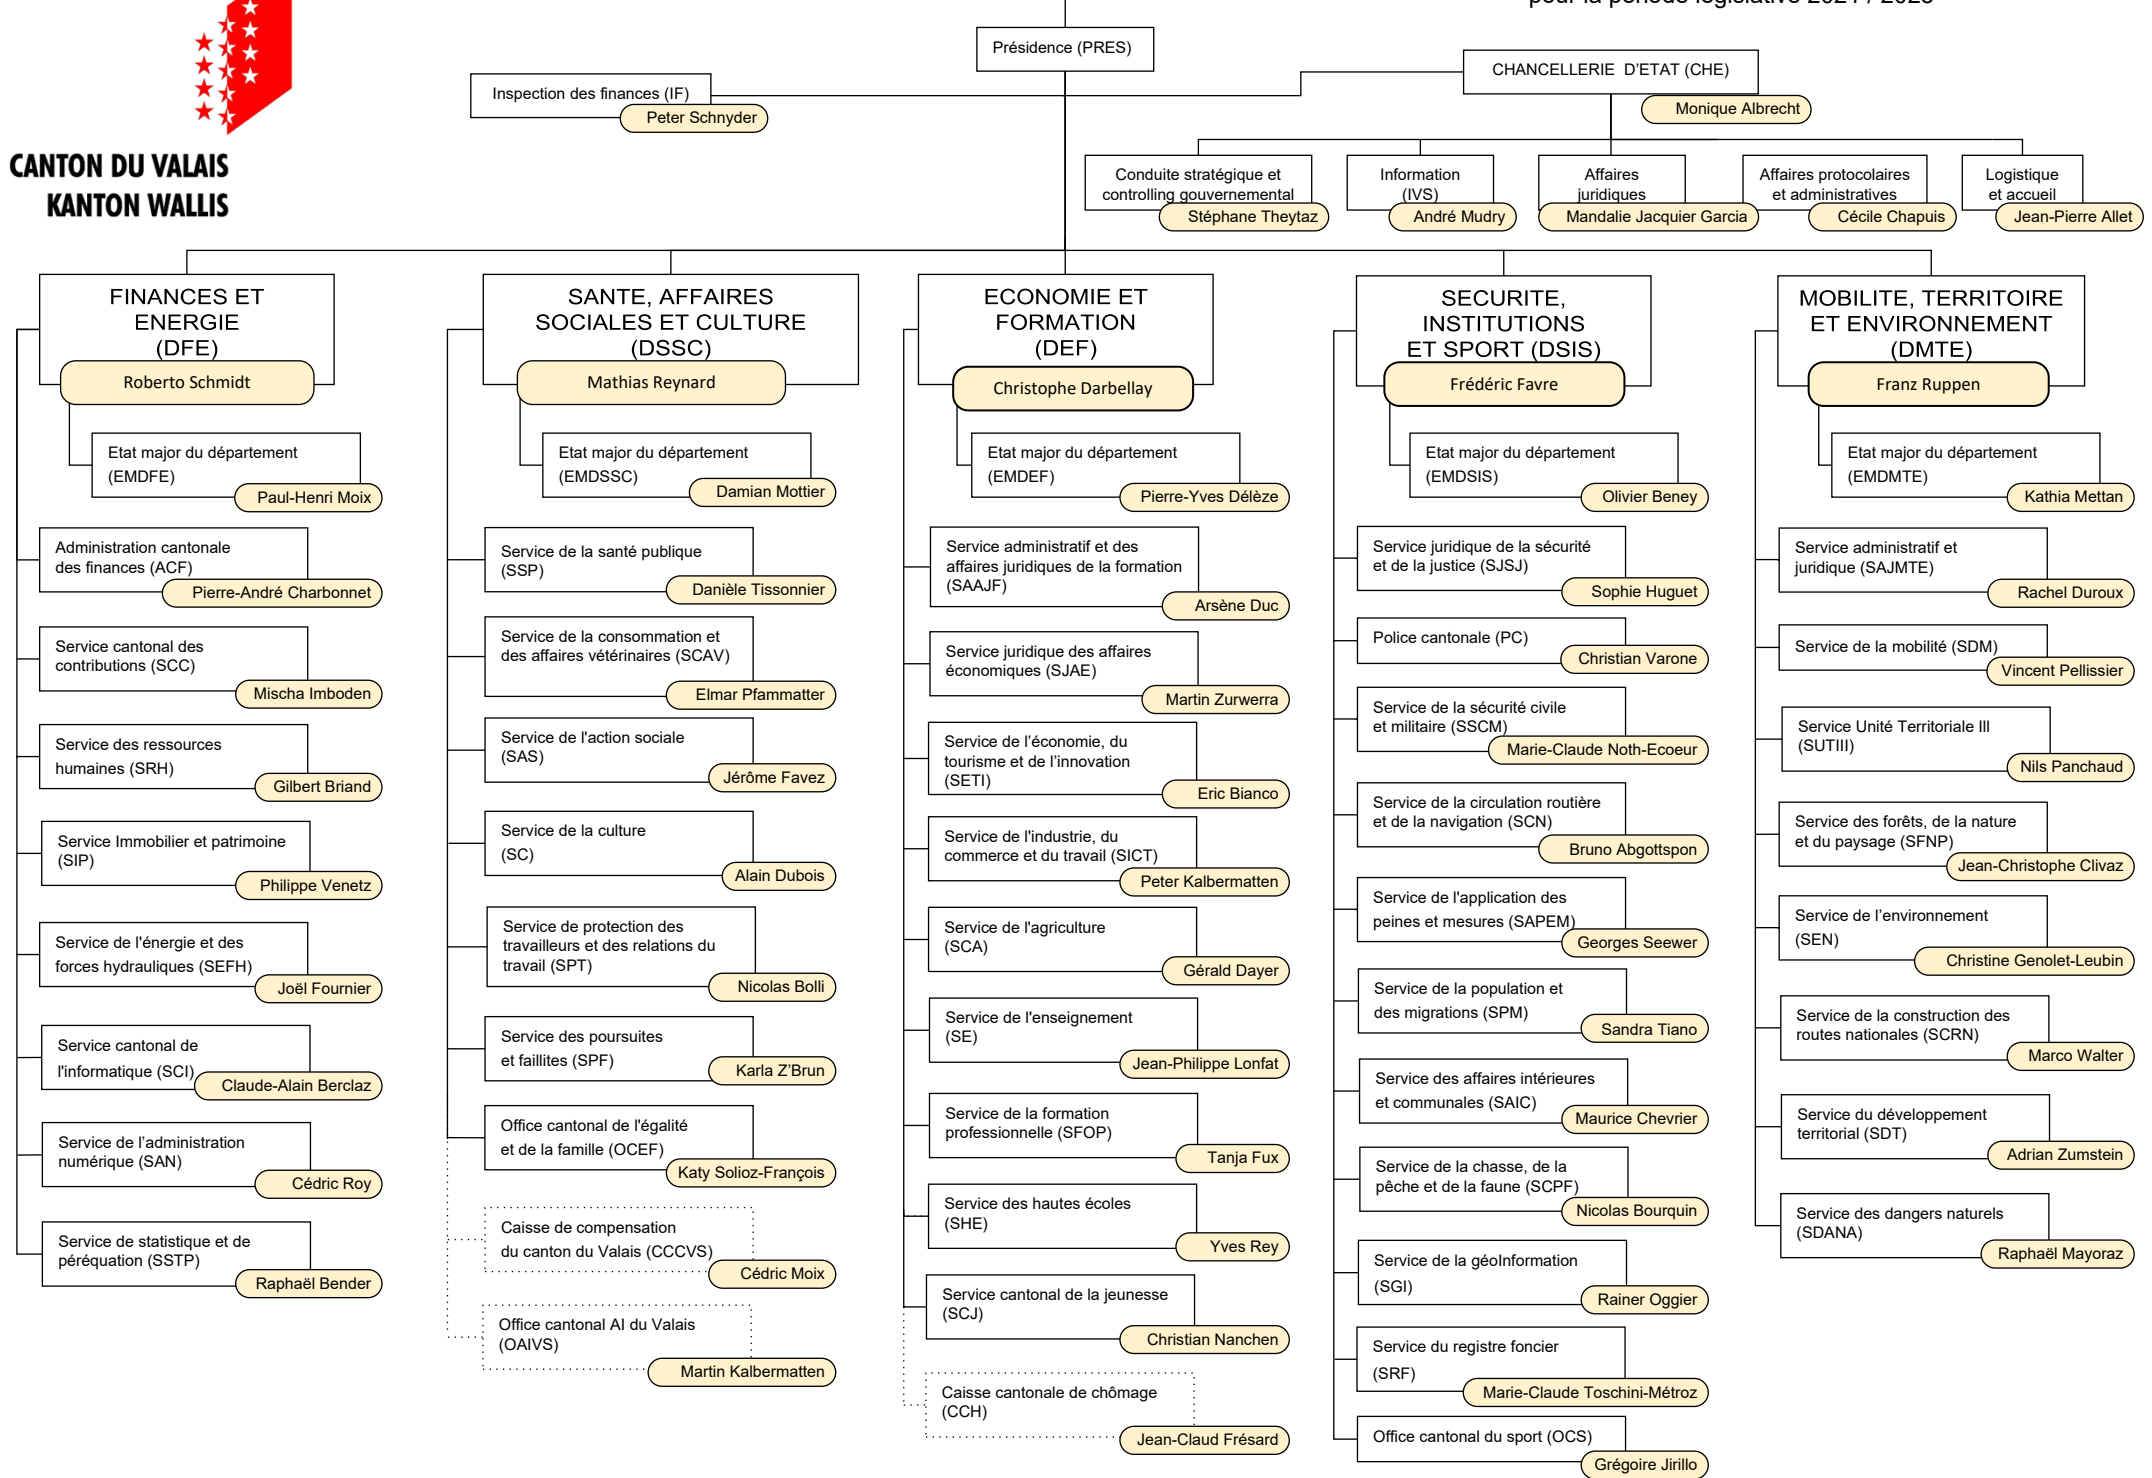 pour la période législative 2021 / 2025
Présidence (PRES)
CHANCELLERIE D'ETAT (CHE)
Monique Albrecht
Inspection des finances (IF)
Peter Schnyder
CANTON DU VALAIS
KANTON WALLIS
Conduite stratégique et
controlling gouvernemental
Stéphane Theytaz
Information
(IVS)
André Mudry
Affaires
juridiques
Mandalie Jacquier Garcia
Affaires protocolaires
et administratives
Cécile Chapuis
Logistique
et accueil
Jean-Pierre Allet
FINANCES ET
ENERGIE
(DFE)
Roberto Schmidt
Etat major du département
(EMDFE)
Paul-Henri Moix
Administration cantonale
des finances (ACF)
Pierre-André Charbonnet
Service cantonal des
contributions (SCC)
Mischa Imboden
Service des ressources
humaines (SRH)
Gilbert Briand
Service Immobilier et patrimoine
(SIP)
Philippe Venetz
Service de l'énergie et des
forces hydrauliques (SEFH)
Joël Fournier
Service cantonal de
l'informatique (SCI)
Claude-Alain Berclaz
Service de l'administration
numérique (SAN)
Cédric Roy
Service de statistique et de
péréquation (SSTP)
Raphaël Bender
SANTE, AFFAIRES
SOCIALES ET CULTURE
(DSSC)
Mathias Reynard
Etat major du département
(EMDSSC)
Damian Mottier
Service de la santé publique
(SSP)
Danièle Tissonnier
Service de la consommation et
des affaires vétérinaires (SCAV)
Elmar Pfammatter
Service de l'action sociale
(SAS)
Jérôme Favez
Service de la culture
(SC)
Alain Dubois
Service de protection des
travailleurs et des relations du
travail (SPT)
Nicolas Bolli
Service des poursuites
et faillites (SPF)
Karla Z'Brun
Office cantonal de l'égalité
et de la famille (OCEF)
Katy Solioz-François
Caisse de compensation
du canton du Valais (CCCVS)
Cédric Moix
Office cantonal AI du Valais
(OAIVS)
Martin Kalbermatten
ECONOMIE ET
FORMATION
(DEF)
Christophe Darbellay
Etat major du département
(EMDEF)
Pierre-Yves Délèze
Service administratif et des
affaires juridiques de la formation
(SAAJF)
Arsène Duc
Service juridique des affaires
économiques (SJAE)
Martin Zurwerra
Service de l'économie, du
tourisme et de l'innovation
(SETI)
Eric Bianco
Service de l'industrie, du
commerce et du travail (SICT)
Peter Kalbermatten
Service de l'agriculture
(SCA)
Gérald Dayer
Service de l'enseignement
(SE)
Jean-Philippe Lonfat
Service de la formation
professionnelle (SFOP)
Tanja Fux
Service des hautes écoles
(SHE)
Yves Rey
Service cantonal de la jeunesse
(SCJ)
Christian Nanchen
Caisse cantonale de chômage
(CCH)
Jean-Claud Frésard
SECURITE,
INSTITUTIONS
ET SPORT (DSIS)
Frédéric Favre
Etat major du département
(EMDSIS)
Olivier Beney
Service juridique de la sécurité
et de la justice (SJSJ)
Sophie Huguet
Police cantonale (PC)
Christian Varone
Service de la sécurité civile
et militaire (SSCM)
Marie-Claude Noth-Ecoeur
Service de la circulation routière
et de la navigation (SCN)
Bruno Abgottspon
Service de l'application des
peines et mesures (SAPEM)
Georges Seewer
Service de la population et
des migrations (SPM)
Sandra Tiano
Service des affaires intérieures
et communales (SAIC)
Maurice Chevrier
Service de la chasse, de la
pêche et de la faune (SCPF)
Nicolas Bourquin
Service de la géoInformation
(SGI)
Rainer Oggier
Service du registre foncier
(SRF)
Marie-Claude Toschini-Métroz
Office cantonal du sport (OCS)
Grégoire Jirillo
MOBILITE, TERRITOIRE
ET ENVIRONNEMENT
(DMTE)
Franz Ruppen
Etat major du département
(EMDMTE)
Kathia Mettan
Service administratif et
juridique (SAJMTE)
Rachel Duroux
Service de la mobilité (SDM)
Vincent Pellissier
Service Unité Territoriale III
(SUTIII)
Nils Panchaud
Service des forêts, de la nature
et du paysage (SFNP)
Jean-Christophe Clivaz
Service de l'environnement
(SEN)
Christine Genolet-Leubin
Service de la construction des
routes nationales (SCRN)
Marco Walter
Service du développement
territorial (SDT)
Adrian Zumstein
Service des dangers naturels
(SDANA)
Raphaël Mayoraz